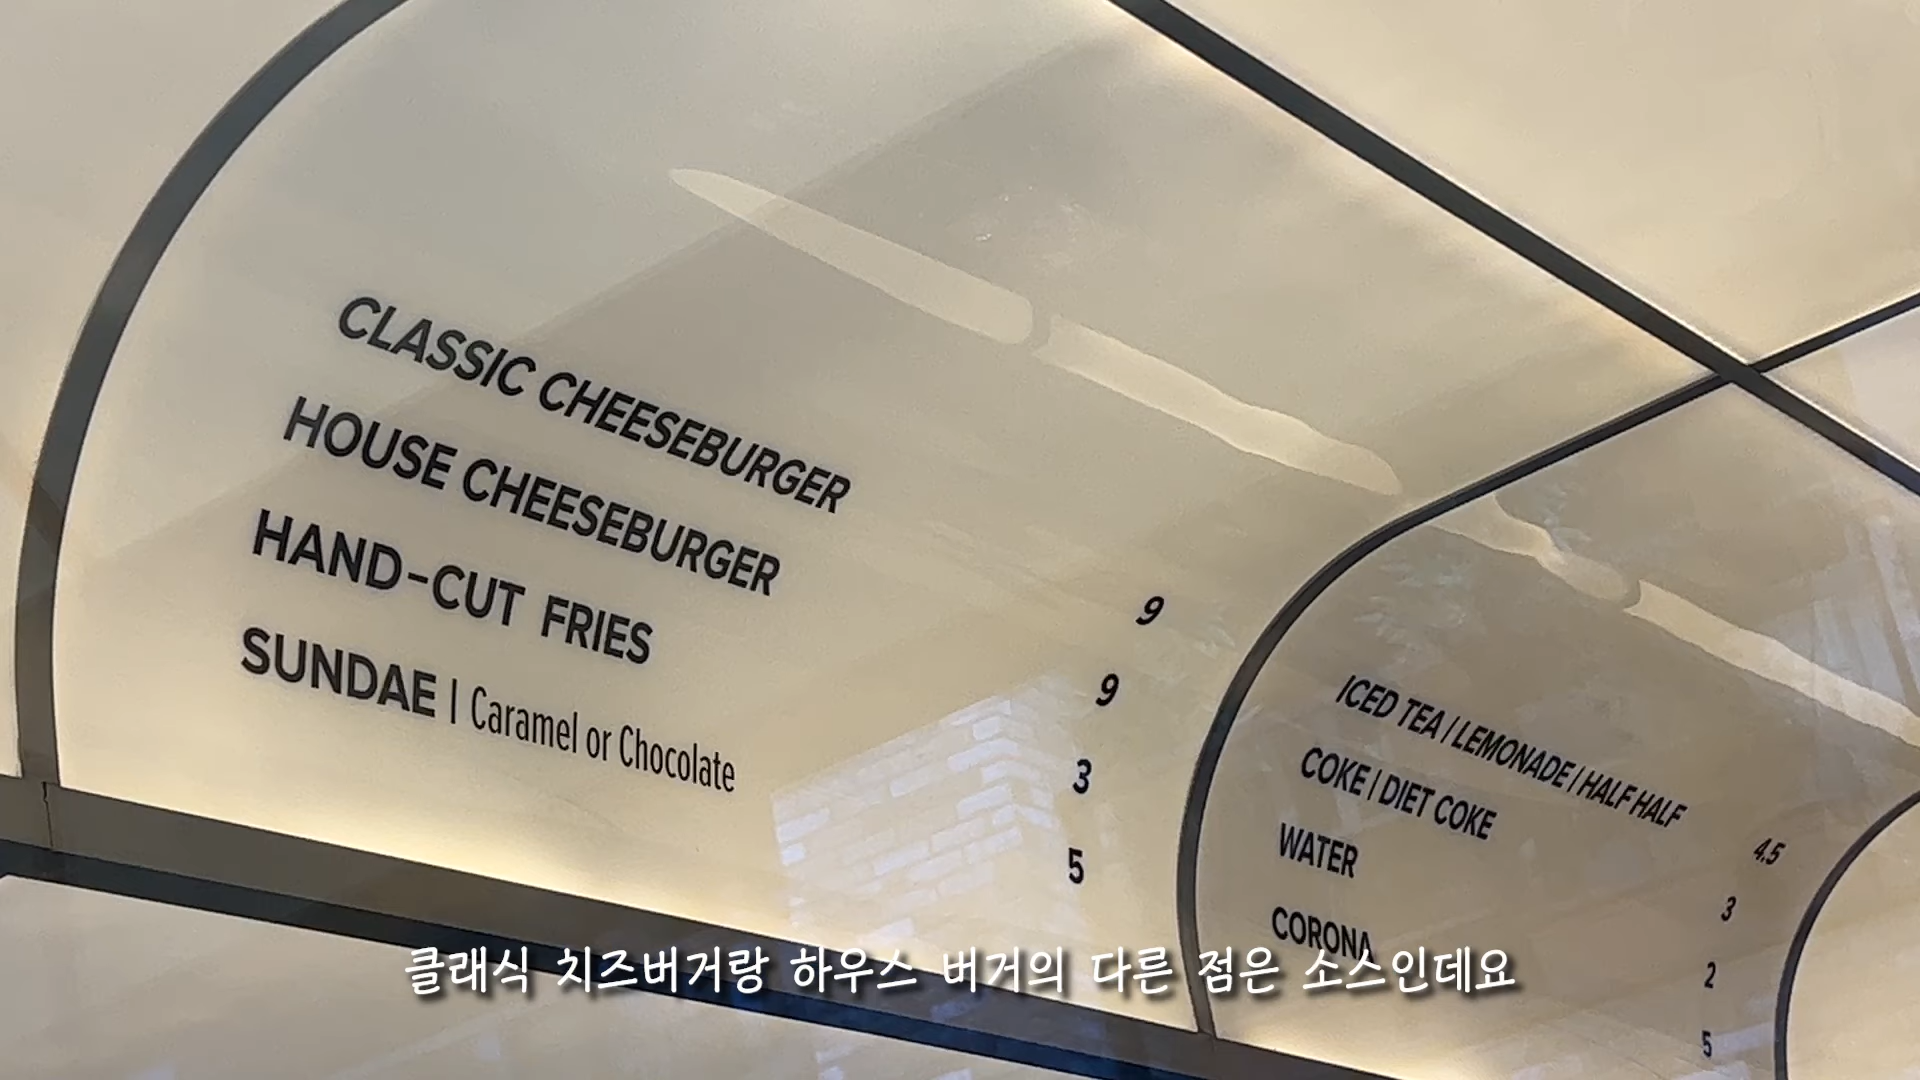 CLASSIC CHEESEBURGER 9
HOUSE CHEESEBURGER 9
HAND-CUT FRIES 3
SUNDAE | Caramel or Chocolate 5
ICED TEA | LEMONADE | HALF HALF 4.5
COKE | DIET COKE 3
WATER 2
CORONA 5
클래식 치즈버거랑 하우스 버거의 다른 점은 소스인데요